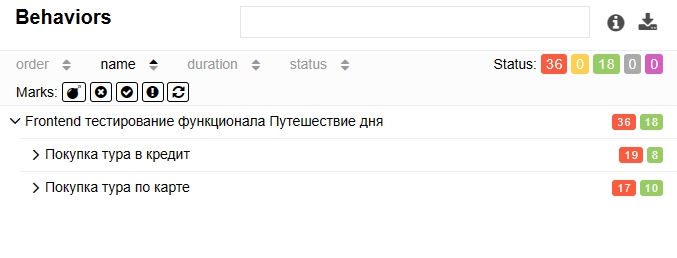 Behaviors
order name duration status Status: 36 0 18 0 0
Marks:
Frontend тестирование функционала Путешествие дня 36 18
Покупка тура в кредит 19 8
Покупка тура по карте 17 10